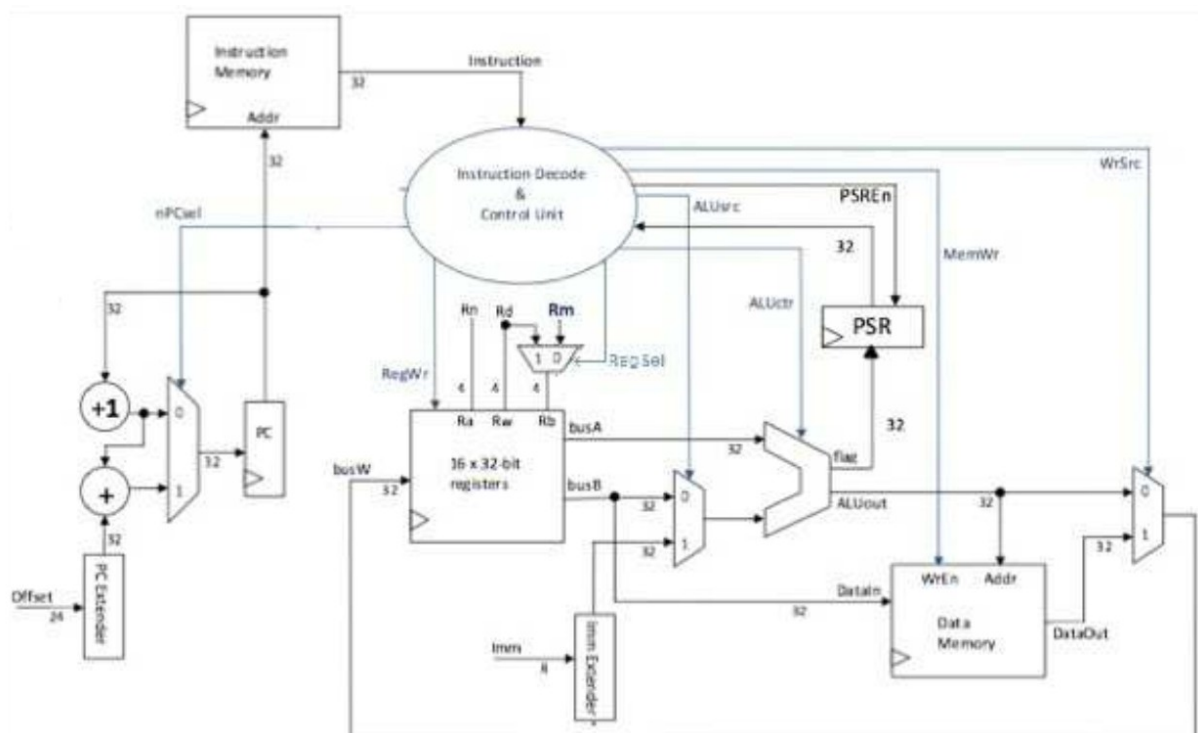 Instruction
Memory
Addr
32
Instruction
32
Instruction Decode
&
Control Unit
WrSrc
PSREn
ALUsrc
nPCsel
32
MemWr
32
ALUctr
PSR
Rn
Rd
Rm
1 0
RegSel
RegWr
4
4
4
32
+1
0
PC
32
1
+
32
Offset
24
PC Extender
Ra
Rw
Rb
busA
32
busW
32
16 x 32-bit
registers
busB
32
0
32
1
flag
ALUout
32
0
1
32
WrEn
Addr
DataIn
32
Data
Memory
DataOut
Imm
Imm Extender